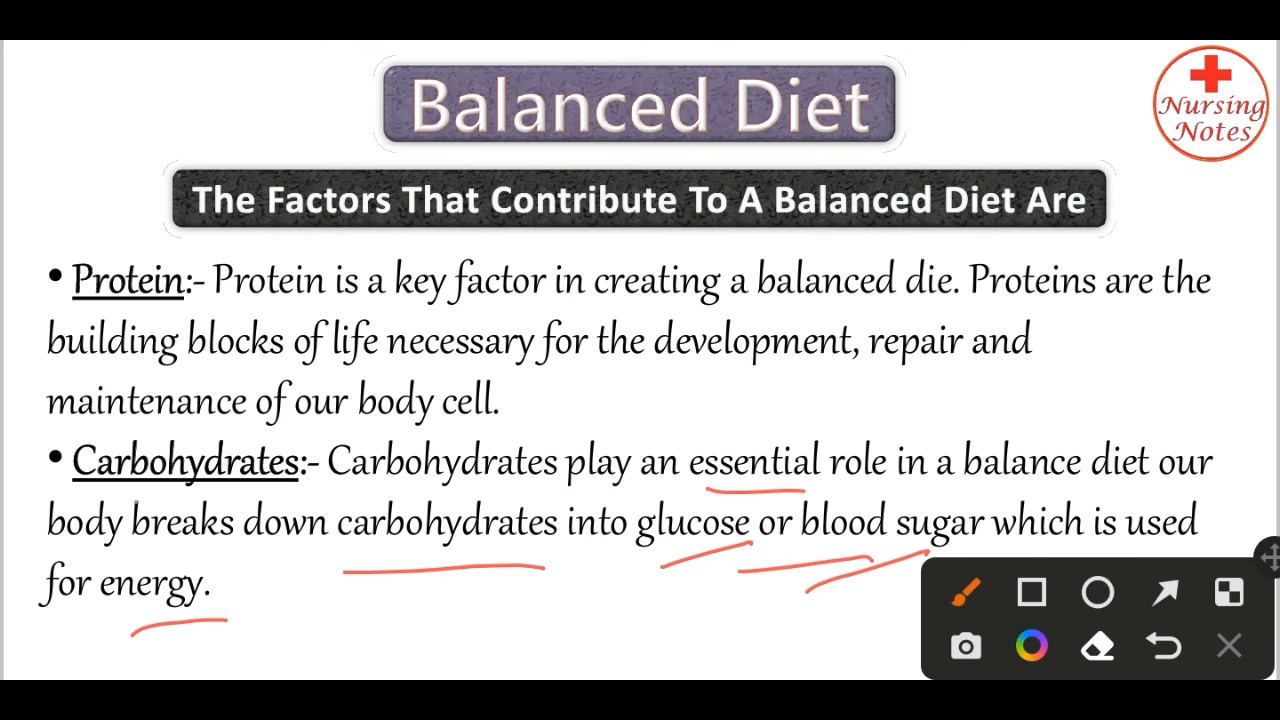 Balanced Diet
Nursing
Notes
The Factors That Contribute To A Balanced Diet Are
• Protein:- Protein is a key factor in creating a balanced die. Proteins are the
building blocks of life necessary for the development, repair and
maintenance of our body cell.
• Carbohydrates:- Carbohydrates play an essential role in a balance diet our
body breaks down carbohydrates into glucose or blood sugar which is used
for energy.